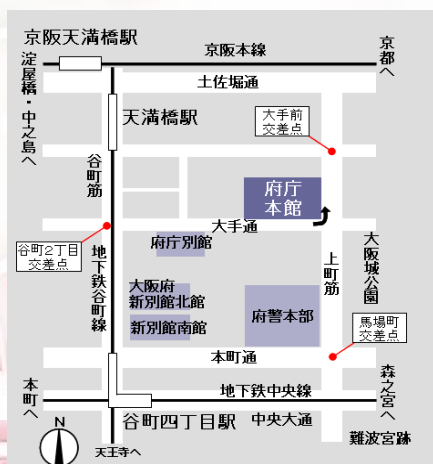 京阪天満橋駅
京阪本線
京都へ
淀屋橋・中之島へ
土佐堀通
天満橋駅
大手前
交差点
谷町筋
府庁
本館
大手通
谷町2丁目
交差点
府庁別館
地下鉄谷町線
上町筋
大阪城公園
大阪府
新別館北館
新別館南館
府警本部
馬場町
交差点
本町通
本町へ
地下鉄中央線
森之宮へ
谷町四丁目駅
中央大通
N
天王寺へ
難波宮跡